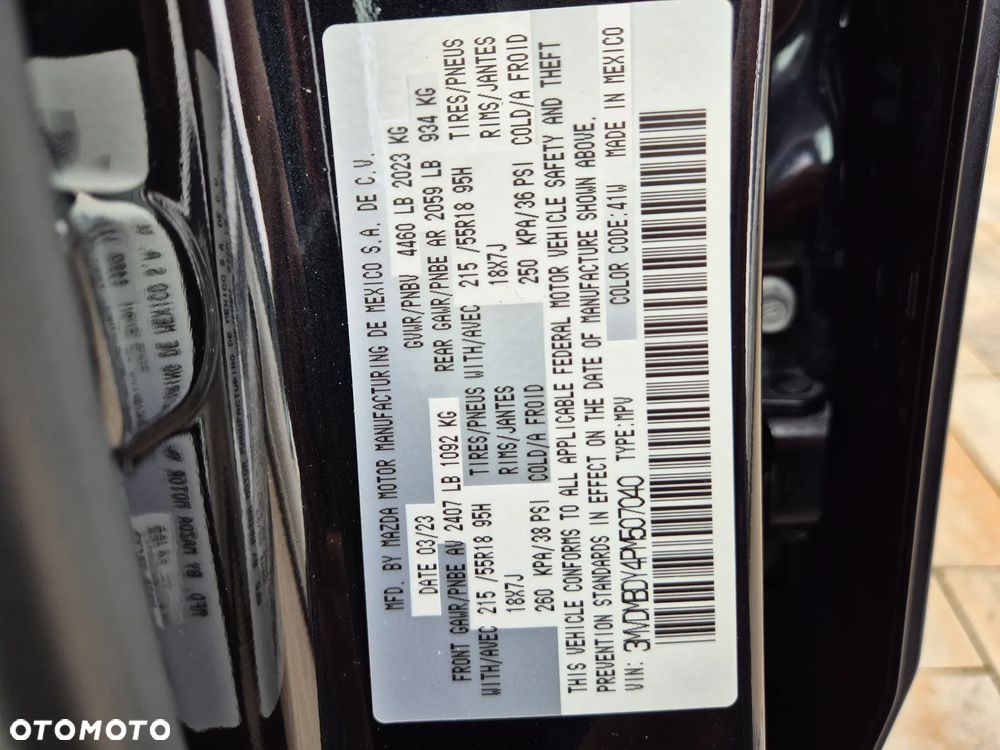 MFD. BY MAZDA MOTOR MANUFACTURING DE MEXICO S.A. DE C.V.
DATE 03/23 GVWR/PNBV 4460 LB 2023 KG
FRONT GAWR/PNBE AV 2407 LB 1092 KG REAR GAWR/PNBE AR 2059 LB 934 KG
WITH/AVEC 215 /55R18 95H TIRES/PNEUS WITH/AVEC 215 /55R18 95H TIRES/PNEUS
18X7J RIMS/JANTES 18X7J RIMS/JANTES
260 KPA/38 PSI COLD/A FROID 250 KPA/36 PSI COLD/A FROID
THIS VEHICLE CONFORMS TO ALL APPLICABLE FEDERAL MOTOR VEHICLE SAFETY AND THEFT
PREVENTION STANDARDS IN EFFECT ON THE DATE OF MANUFACTURE SHOWN ABOVE.
VIN: 3MVDMBDY4PM507040 TYPE:MPV COLOR CODE:41W MADE IN MEXICO
OTOMOTO